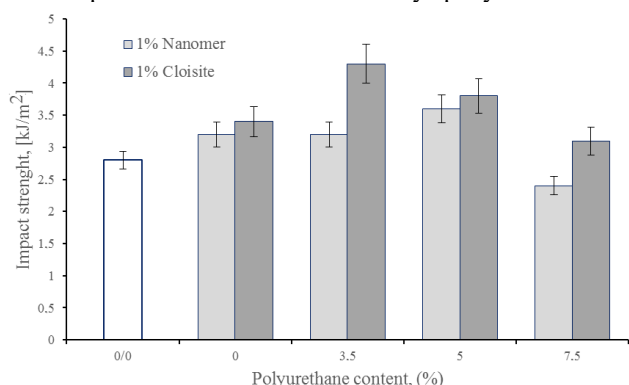 5
4.5
4
3.5
3
2.5
2
1.5
1
0.5
0
Impact strenght, [kJ/m²]
1% Nanomer
1% Cloisite
0/0 0 3.5 5 7.5
Polyurethane content, (%)